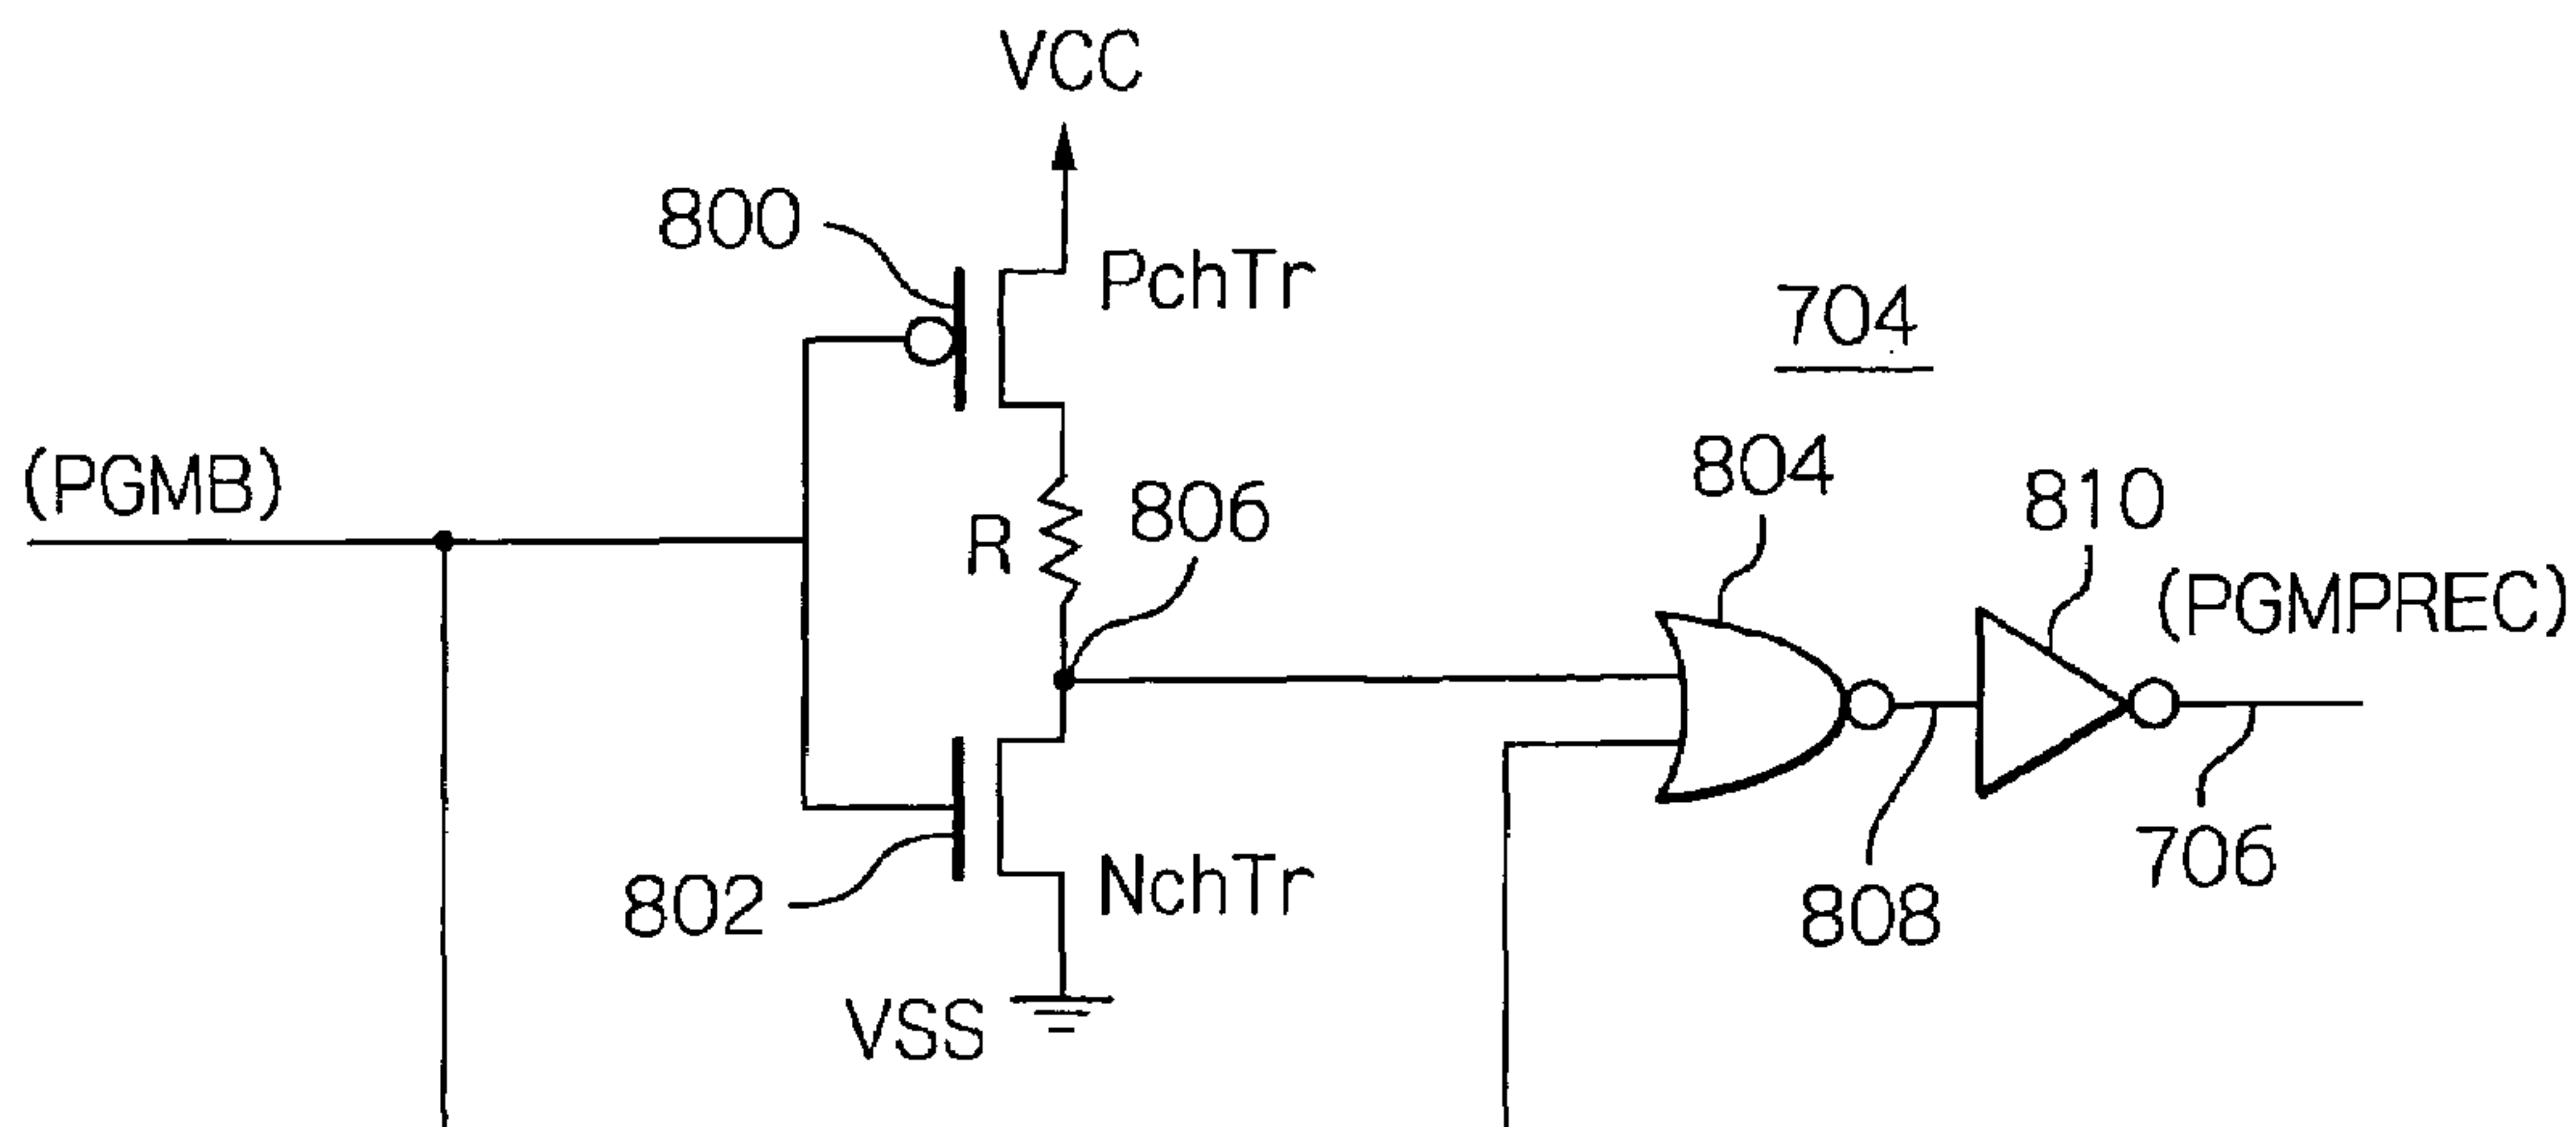 VCC
800
PchTr
704
(PGMB)
R
806
804
810
(PGMPREC)
802
NchTr
808
706
VSS